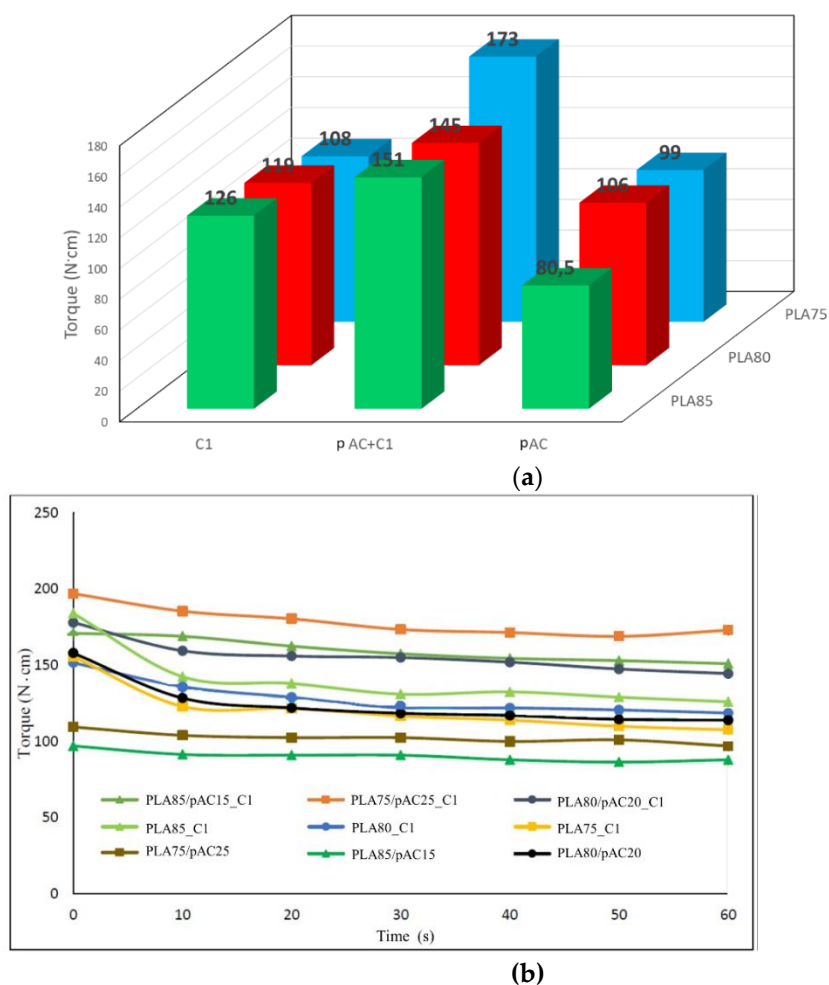 173
180
160
140
120
100
80
60
40
20
0
Torque (N·cm)
108
145
99
119
151
106
126
80,5
PLA75
PLA80
PLA85
C1
p AC+C1
pAC
(a)
250
200
150
100
50
0
Torque (N · cm)
PLA85/pAC15_C1 PLA75/pAC25_C1 PLA80/pAC20_C1
PLA85_C1 PLA80_C1 PLA75_C1
PLA75/pAC25 PLA85/pAC15 PLA80/pAC20
0 10 20 30 40 50 60
Time (s)
(b)